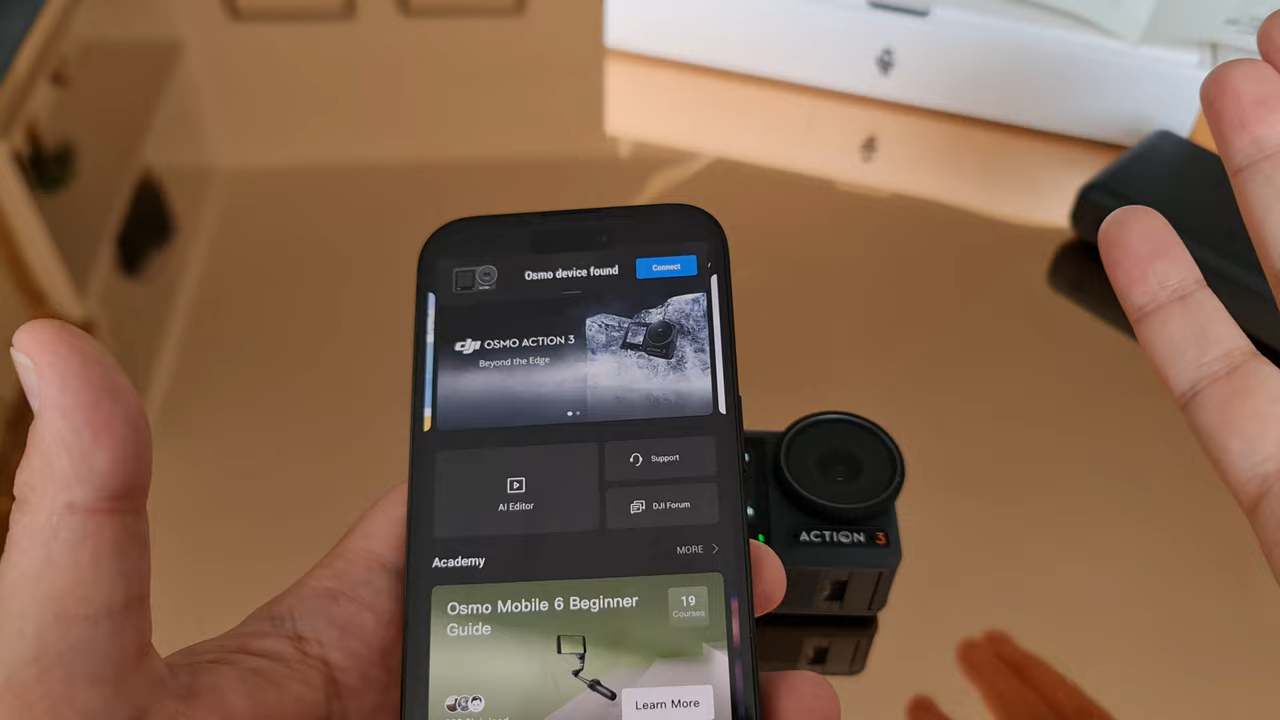 Osmo device found
Connect
dji OSMO ACTION 3
Beyond the Edge
AI Editor
Support
DJI Forum
Academy
MORE
Osmo Mobile 6 Beginner
Guide
19
Courses
Learn More
ACTION 3